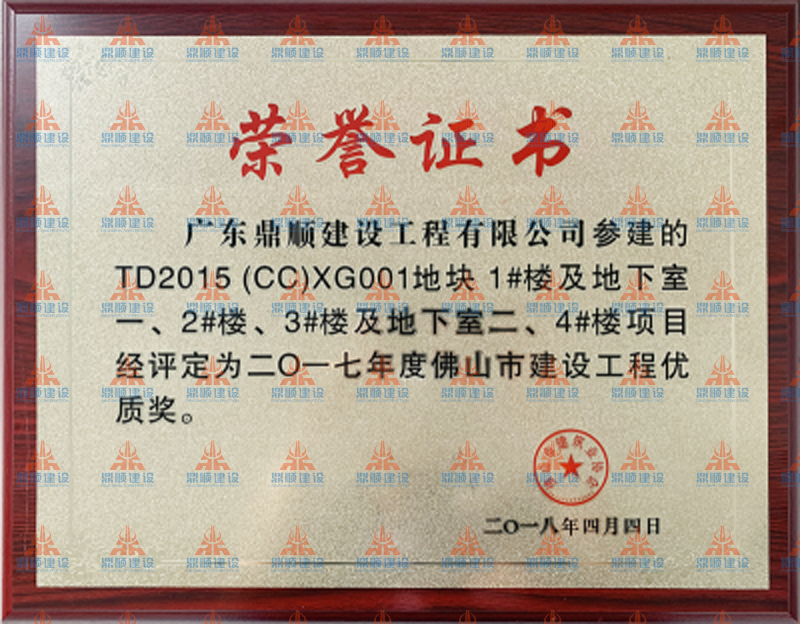 荣誉证书
广东鼎顺建设工程有限公司参建的
TD2015 (CC)XG001地块 1#楼及地下室
一、2#楼、3#楼及地下室二、4#楼项目
经评定为二O一七年度佛山市建设工程优
质奖。
二O一八年四月四日
鼎顺建设